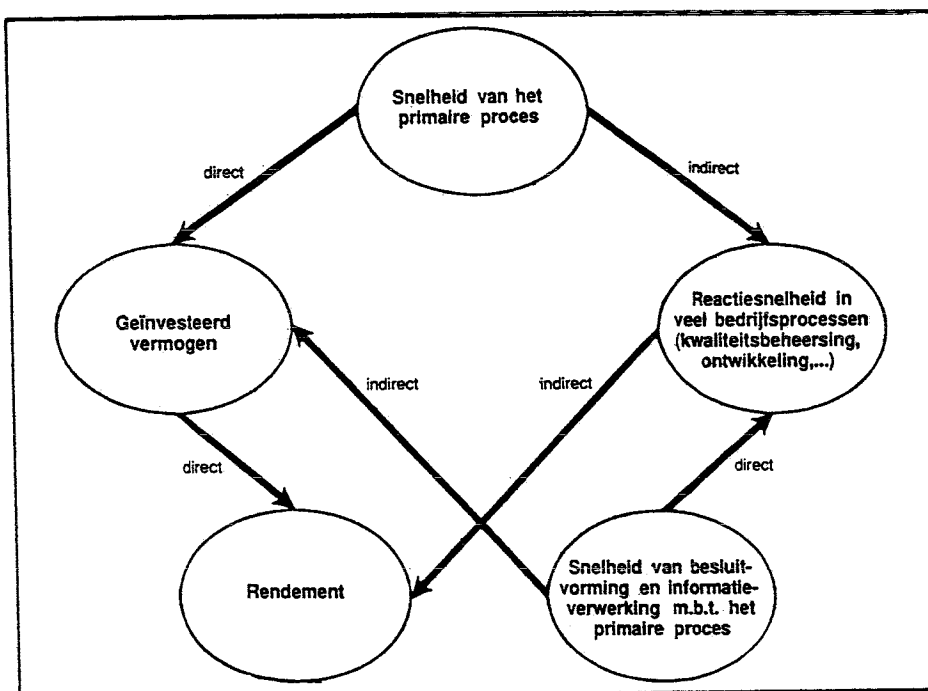 Snelheid van het
primaire proces
direct
indirect
Geïnvesteerd
vermogen
Reactiesnelheid in
veel bedrijfsprocessen
(kwaliteitsbeheersing,
ontwikkeling,...)
indirect
indirect
direct
direct
Rendement
Snelheid van besluit-
vorming en informatie-
verwerking m.b.t. het
primaire proces